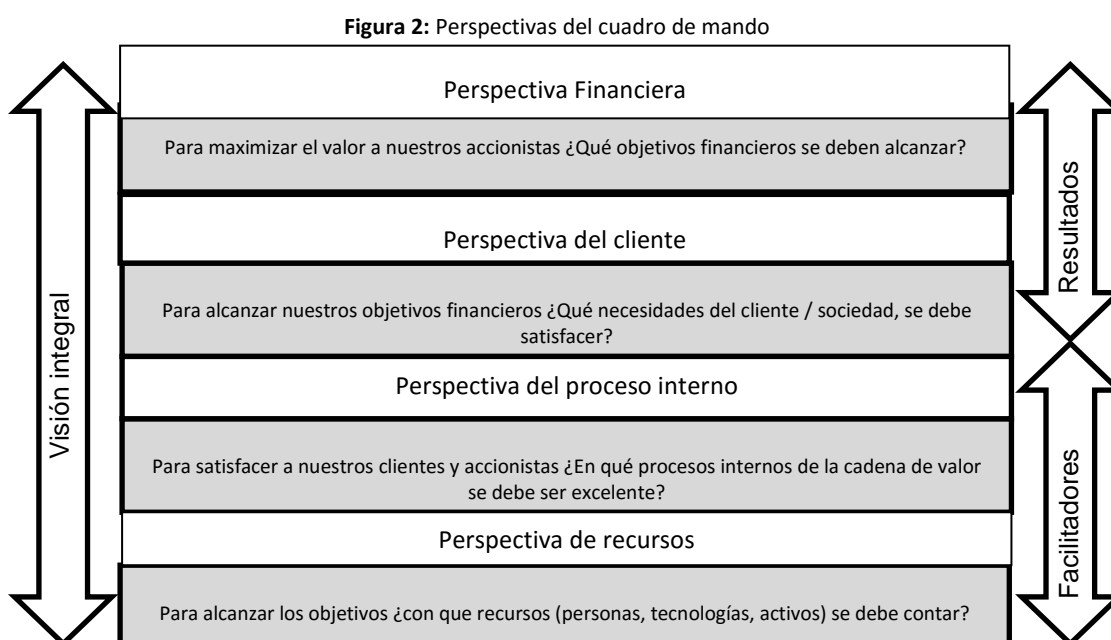 Figura 2: Perspectivas del cuadro de mando
Perspectiva Financiera
Para maximizar el valor a nuestros accionistas ¿Qué objetivos financieros se deben alcanzar?
Perspectiva del cliente
Para alcanzar nuestros objetivos financieros ¿Qué necesidades del cliente / sociedad, se debe
satisfacer?
Perspectiva del proceso interno
Para satisfacer a nuestros clientes y accionistas ¿En qué procesos internos de la cadena de valor
se debe ser excelente?
Perspectiva de recursos
Para alcanzar los objetivos ¿con que recursos (personas, tecnologías, activos) se debe contar?
Visión integral
Resultados
Facilitadores